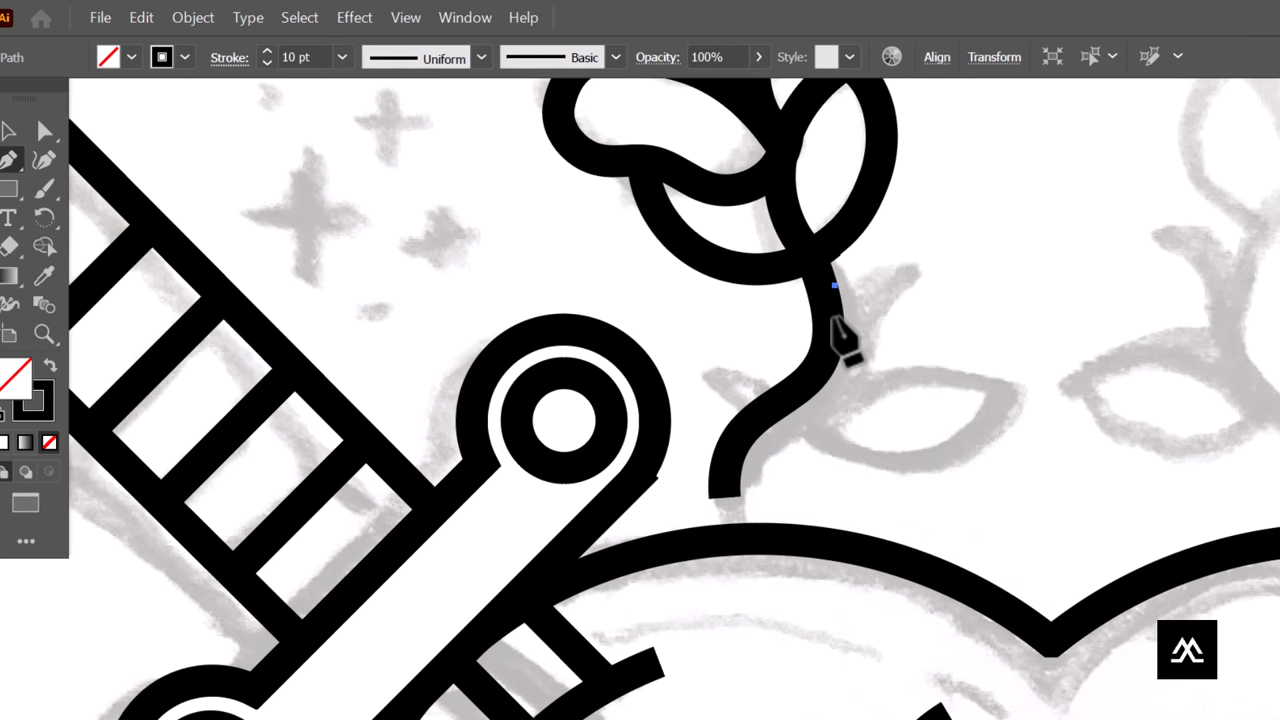 Ai File Edit Object Type Select Effect View Window Help
Path Stroke: 10 pt Uniform Basic Opacity: 100% Style: Align Transform
T